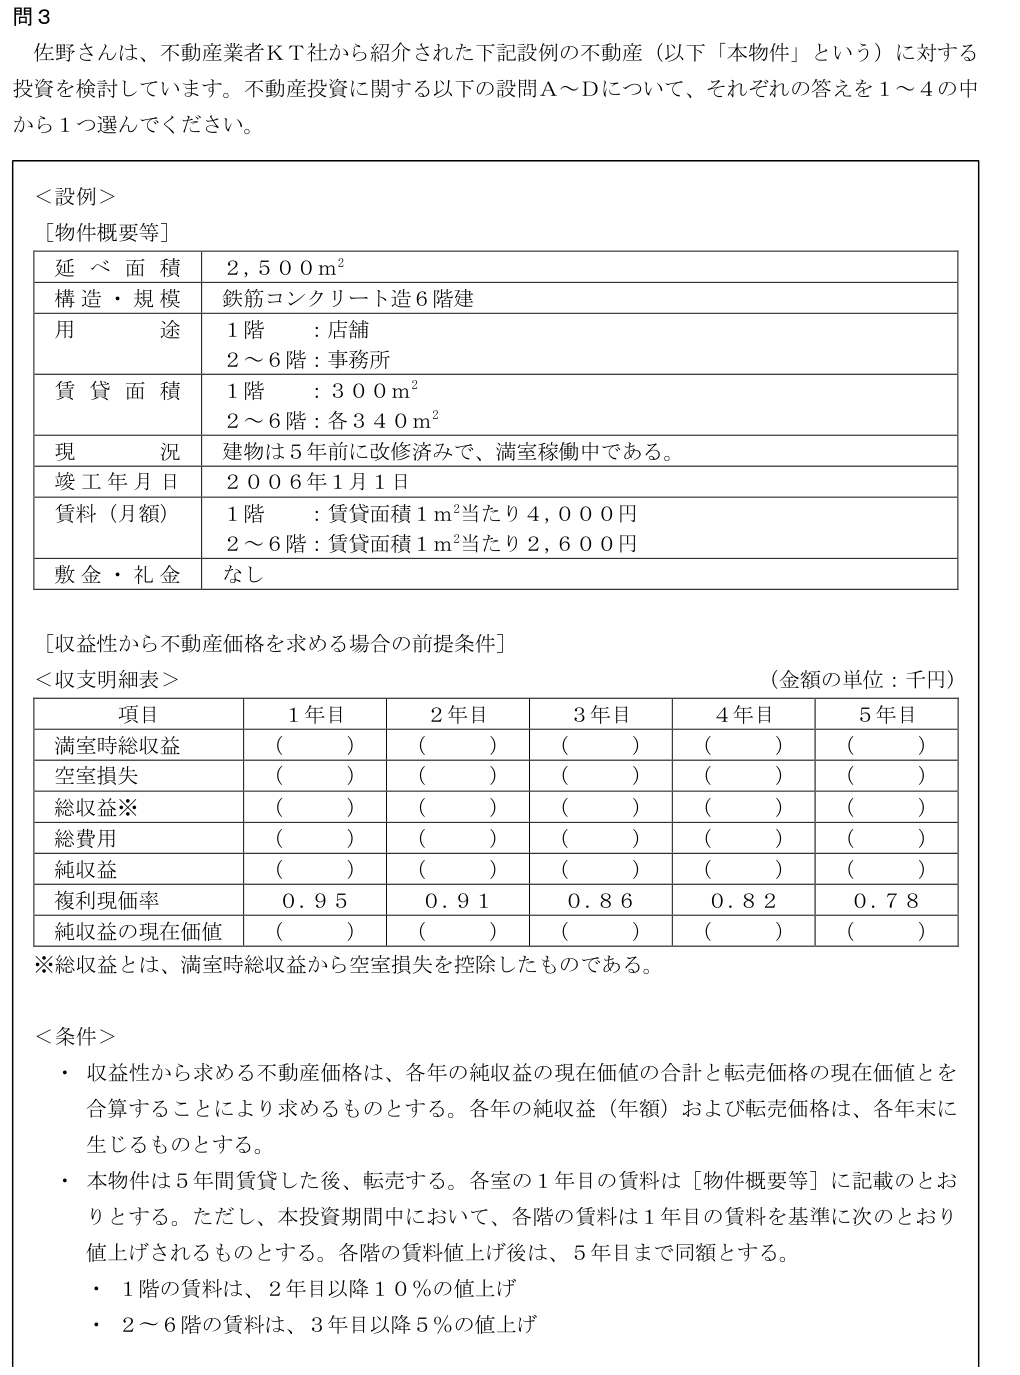 問３
佐野さんは、不動産業者ＫＴ社から紹介された下記設例の不動産（以下「本物件」という）に対する
投資を検討しています。不動産投資に関する以下の設問Ａ～Ｄについて、それぞれの答えを１～４の中
から１つ選んでください。
＜設例＞
［物件概要等］
延べ面積 ２，５００ｍ²
構造・規模 鉄筋コンクリート造６階建
用途 １階　　：店舗
２～６階：事務所
賃貸面積 １階　　：３００ｍ²
２～６階：各３４０ｍ²
現況 建物は５年前に改修済みで、満室稼働中である。
竣工年月日 ２００６年１月１日
賃料（月額） １階　　：賃貸面積１ｍ²当たり４，０００円
２～６階：賃貸面積１ｍ²当たり２，６００円
敷金・礼金 なし
［収益性から不動産価格を求める場合の前提条件］
＜収支明細表＞ （金額の単位：千円）
項目 １年目 ２年目 ３年目 ４年目 ５年目
満室時総収益 （　　） （　　） （　　） （　　） （　　）
空室損失 （　　） （　　） （　　） （　　） （　　）
総収益※ （　　） （　　） （　　） （　　） （　　）
総費用 （　　） （　　） （　　） （　　） （　　）
純収益 （　　） （　　） （　　） （　　） （　　）
複利現価率 ０．９５ ０．９１ ０．８６ ０．８２ ０．７８
純収益の現在価値 （　　） （　　） （　　） （　　） （　　）
※総収益とは、満室時総収益から空室損失を控除したものである。
＜条件＞
・ 収益性から求める不動産価格は、各年の純収益の現在価値の合計と転売価格の現在価値とを
合算することにより求めるものとする。各年の純収益（年額）および転売価格は、各年末に
生じるものとする。
・ 本物件は５年間賃貸した後、転売する。各室の１年目の賃料は［物件概要等］に記載のとお
りとする。ただし、本投資期間中において、各階の賃料は１年目の賃料を基準に次のとおり
値上げされるものとする。各階の賃料値上げ後は、５年目まで同額とする。
・ １階の賃料は、２年目以降１０％の値上げ
・ ２～６階の賃料は、３年目以降５％の値上げ